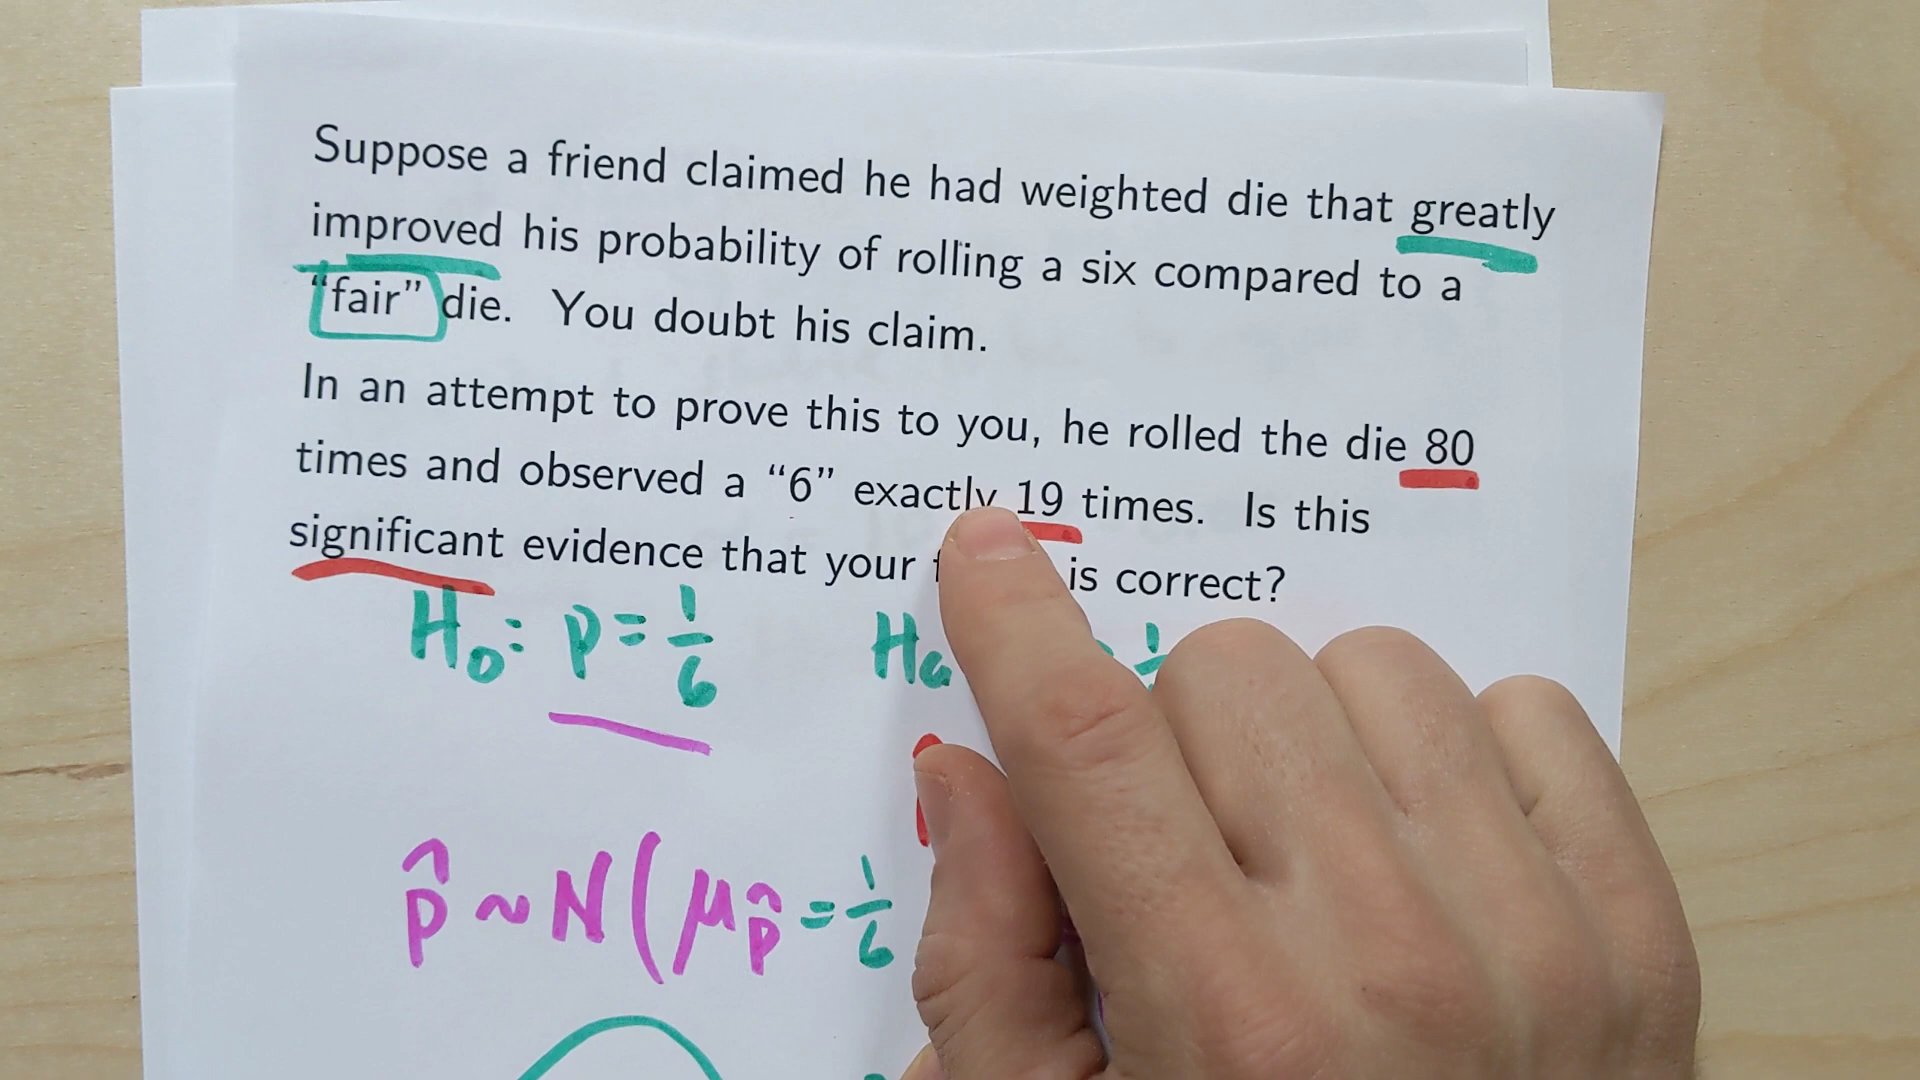 Suppose a friend claimed he had weighted die that greatly
improved his probability of rolling a six compared to a
“fair” die. You doubt his claim.
In an attempt to prove this to you, he rolled the die 80
times and observed a “6” exactly 19 times. Is this
significant evidence that your is correct?
H₀: p = 1/6 Hₐ 1/6
p̂ ~ N(μp̂ = 1/6